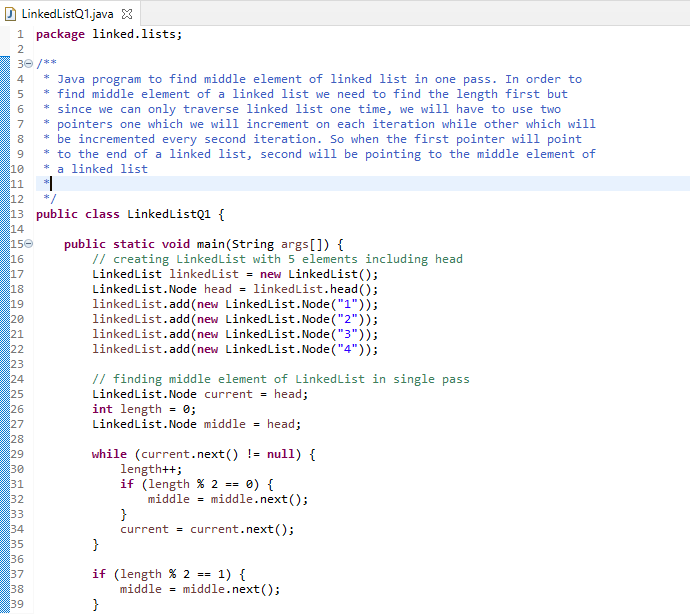 LinkedListQ1.java
1 package linked.lists;
2
3 /**
4 * Java program to find middle element of linked list in one pass. In order to
5 * find middle element of a linked list we need to find the length first but
6 * since we can only traverse linked list one time, we will have to use two
7 * pointers one which we will increment on each iteration while other which will
8 * be incremented every second iteration. So when the first pointer will point
9 * to the end of a linked list, second will be pointing to the middle element of
10 * a linked list
11 *
12 */
13 public class LinkedListQ1 {
14
15 public static void main(String args[]) {
16 // creating LinkedList with 5 elements including head
17 LinkedList linkedList = new LinkedList();
18 LinkedList.Node head = linkedList.head();
19 linkedList.add(new LinkedList.Node("1"));
20 linkedList.add(new LinkedList.Node("2"));
21 linkedList.add(new LinkedList.Node("3"));
22 linkedList.add(new LinkedList.Node("4"));
23
24 // finding middle element of LinkedList in single pass
25 LinkedList.Node current = head;
26 int length = 0;
27 LinkedList.Node middle = head;
28
29 while (current.next() != null) {
30 length++;
31 if (length % 2 == 0) {
32 middle = middle.next();
33 }
34 current = current.next();
35 }
36
37 if (length % 2 == 1) {
38 middle = middle.next();
39 }